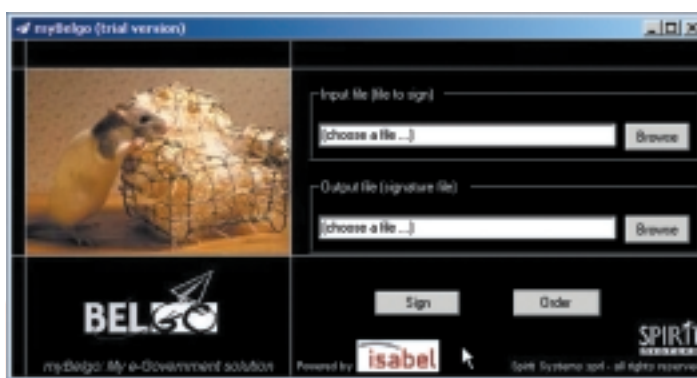 myBelgo (trial version)
Input file (file to sign)
(choose a file ...)
Browse
Output file (signature file)
(choose a file ...)
Browse
Sign
Order
BELGO
myBelgo: My e-Government solution
Powered by isabel
SPIRIT
SYSTEMS
Spirit Systems sprl - all rights reserved